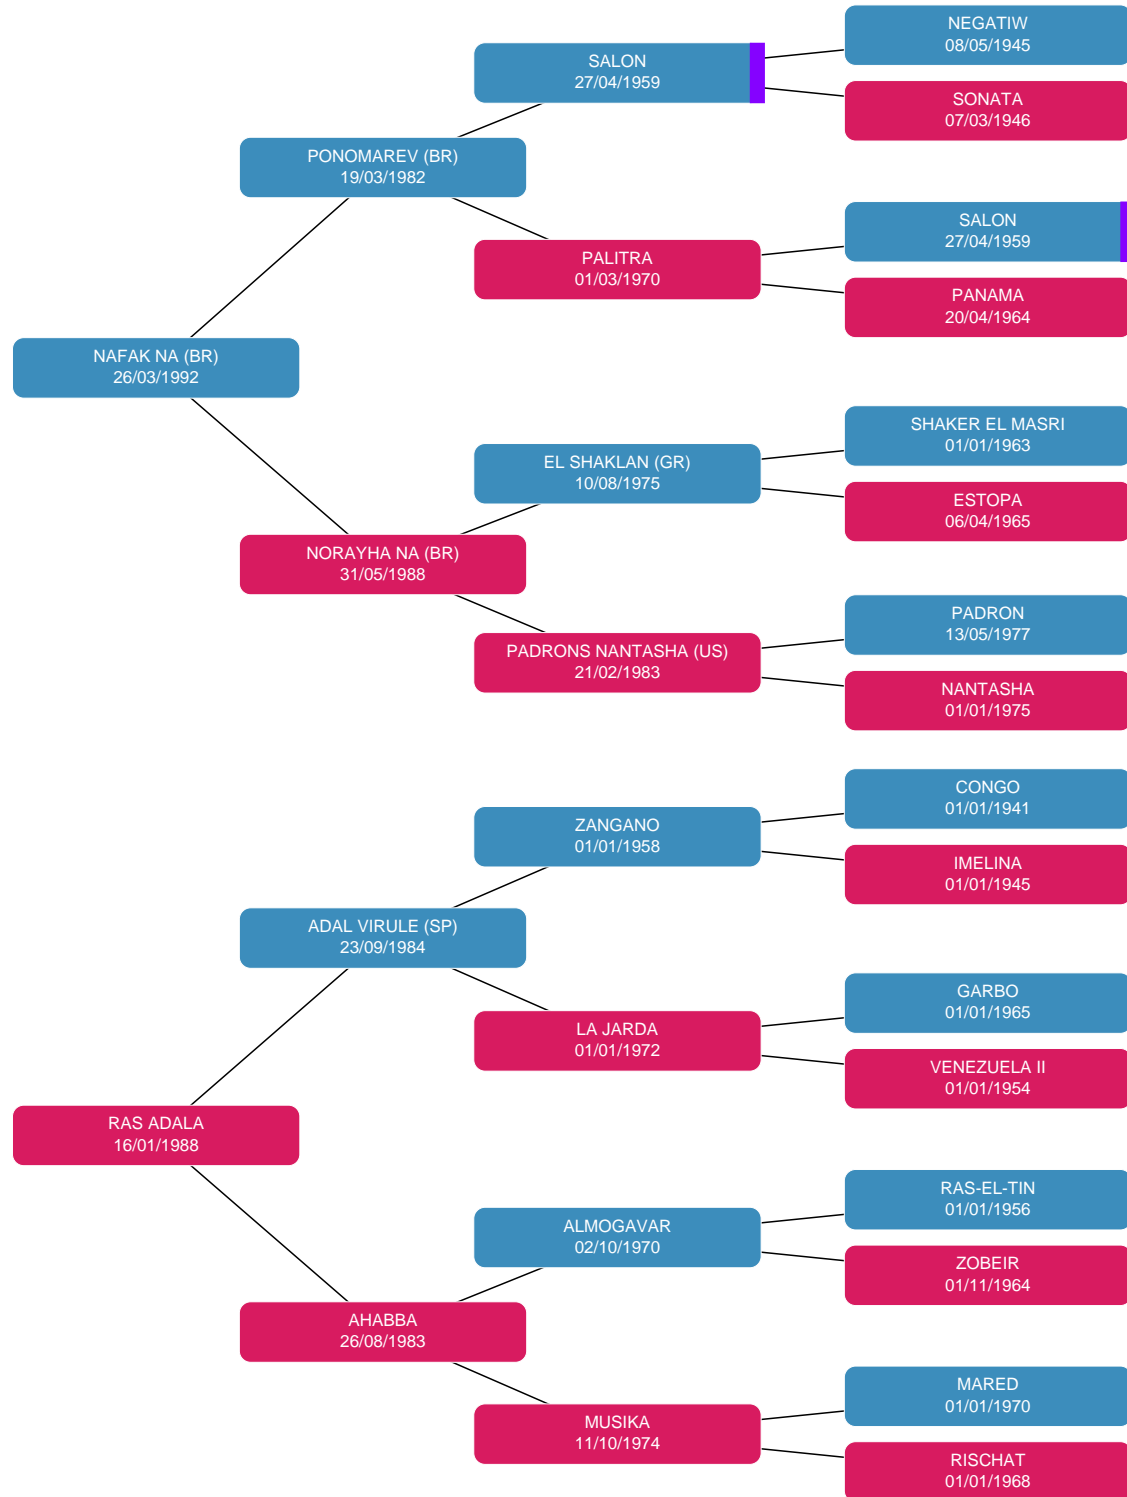 NEGATIW
08/05/1945
SALON
27/04/1959
SONATA
07/03/1946
PONOMAREV (BR)
19/03/1982
SALON
27/04/1959
PALITRA
01/03/1970
PANAMA
20/04/1964
NAFAK NA (BR)
26/03/1992
SHAKER EL MASRI
01/01/1963
EL SHAKLAN (GR)
10/08/1975
ESTOPA
06/04/1965
NORAYHA NA (BR)
31/05/1988
PADRON
13/05/1977
PADRONS NANTASHA (US)
21/02/1983
NANTASHA
01/01/1975
CONGO
01/01/1941
ZANGANO
01/01/1958
IMELINA
01/01/1945
ADAL VIRULE (SP)
23/09/1984
GARBO
01/01/1965
LA JARDA
01/01/1972
VENEZUELA II
01/01/1954
RAS ADALA
16/01/1988
RAS-EL-TIN
01/01/1956
ALMOGAVAR
02/10/1970
ZOBEIR
01/11/1964
AHABBA
26/08/1983
MARED
01/01/1970
MUSIKA
11/10/1974
RISCHAT
01/01/1968